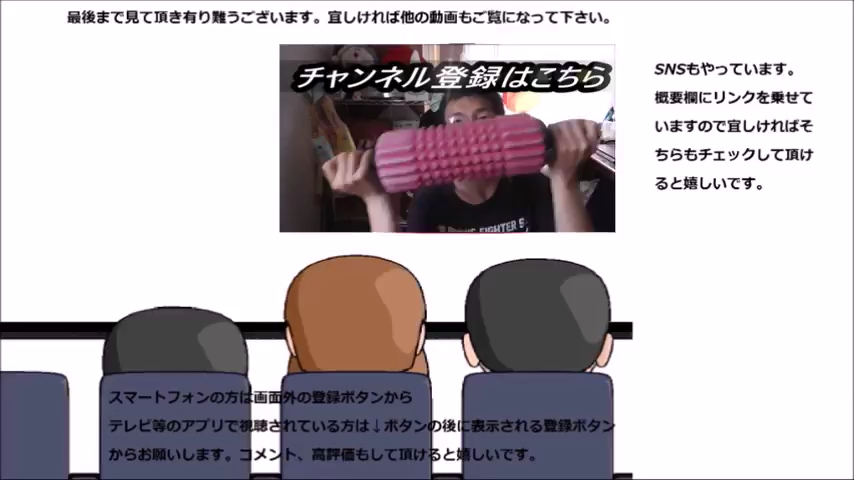 最後まで見て頂き有り難うございます。宜しければ他の動画もご覧になって下さい。
チャンネル登録はこちら
SNSもやっています。
概要欄にリンクを乗せて
いますので宜しければそ
ちらもチェックして頂け
ると嬉しいです。
FIGHTER
スマートフォンの方は画面外の登録ボタンから
テレビ等のアプリで視聴されている方は↓ボタンの後に表示される登録ボタン
からお願いします。コメント、高評価もして頂けると嬉しいです。